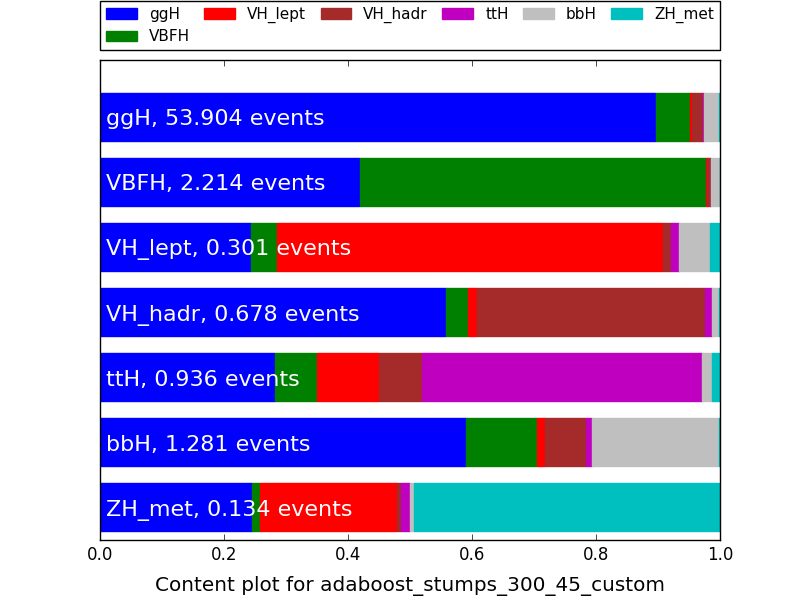 ggH VH_lept VH_hadr ttH bbH ZH_met
VBFH
ggH, 53.904 events
VBFH, 2.214 events
VH_lept, 0.301 events
VH_hadr, 0.678 events
ttH, 0.936 events
bbH, 1.281 events
ZH_met, 0.134 events
0.0 0.2 0.4 0.6 0.8 1.0
Content plot for adaboost_stumps_300_45_custom